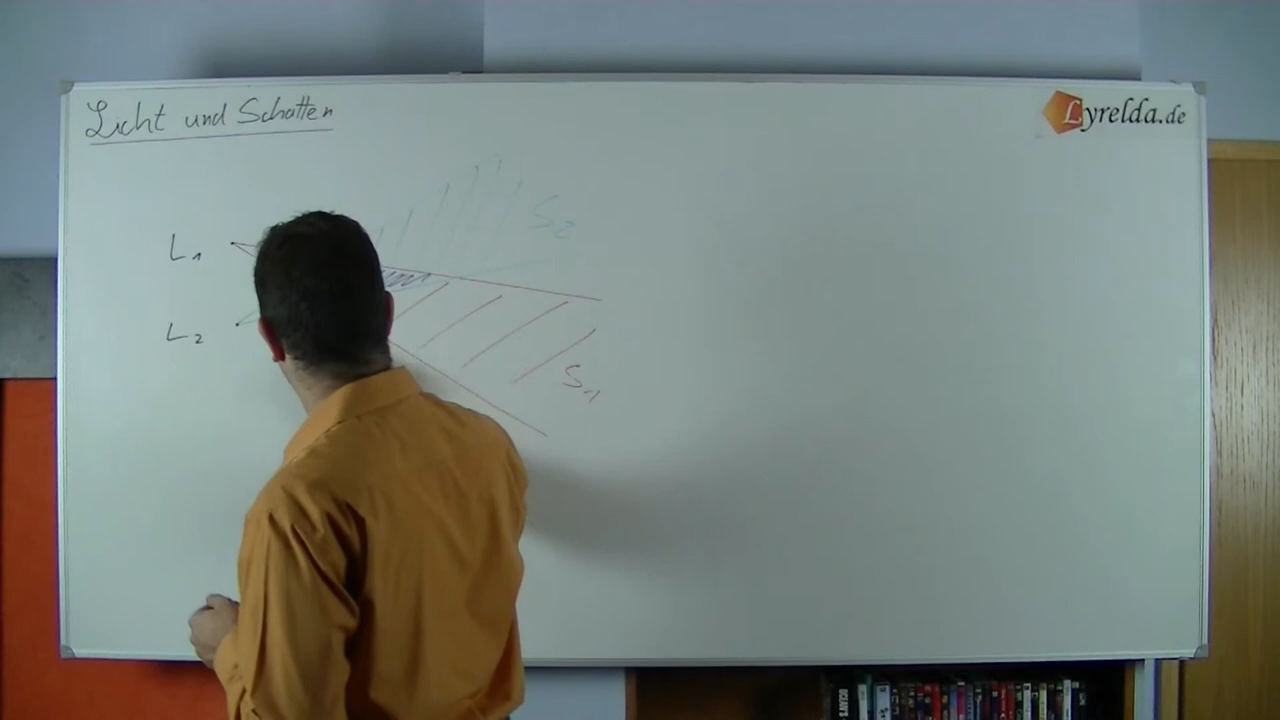 Licht und Schatten
Lyrelda.de
S2
L1
L2
S1